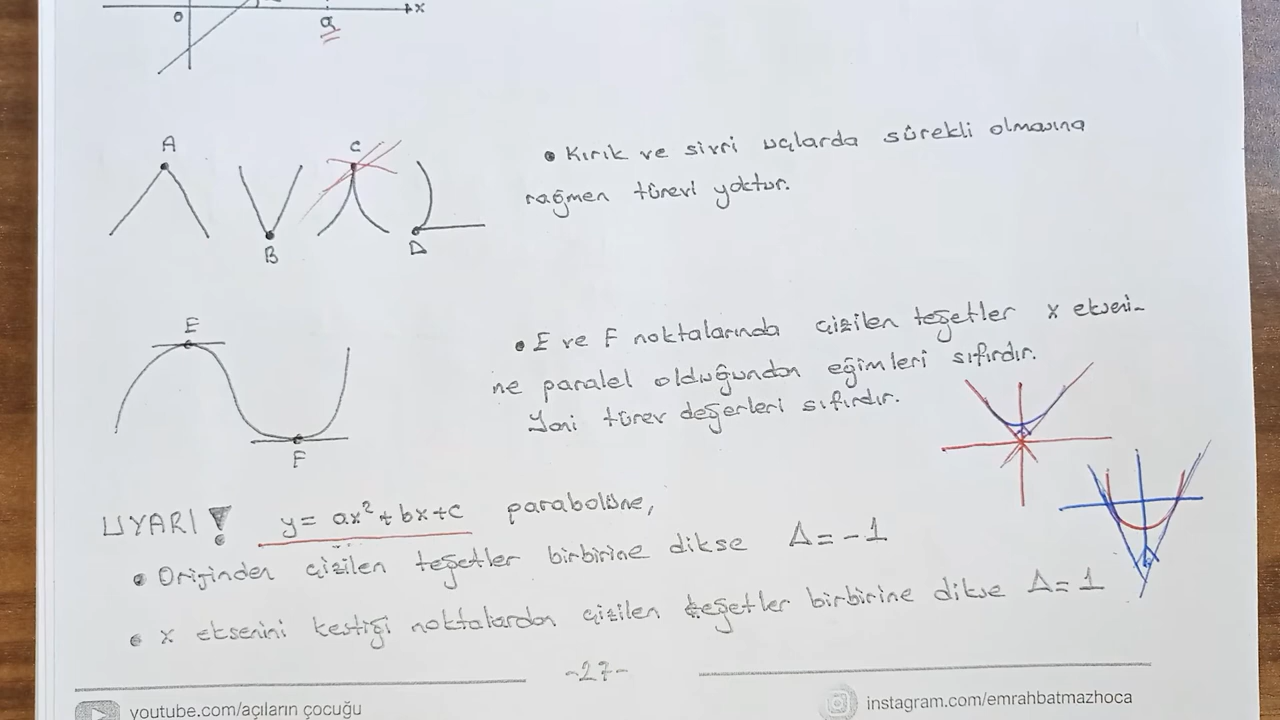 0
a
x
A
B
C
D
• Kırık ve sivri uçlarda sürekli olmasına
rağmen türevi yoktur.
E
F
• E ve F noktalarında çizilen teğetler x ekseni-
ne paralel olduğundan eğimleri sıfırdır.
Yani türev değerleri sıfırdır.
UYARI! y = ax² + bx + c parabolüne,
• Orijinden çizilen teğetler birbirine dikse Δ = -1
• x eksenini kestiği noktalardan çizilen teğetler birbirine dikse Δ = 1
-27-
youtube.com/açıların çocuğu
instagram.com/emrahbatmazhoca